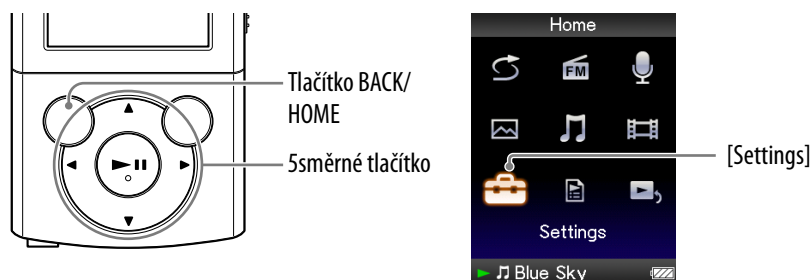 Tlačítko BACK/
HOME
5směrné tlačítko
Home
FM
[Settings]
Settings
Blue Sky